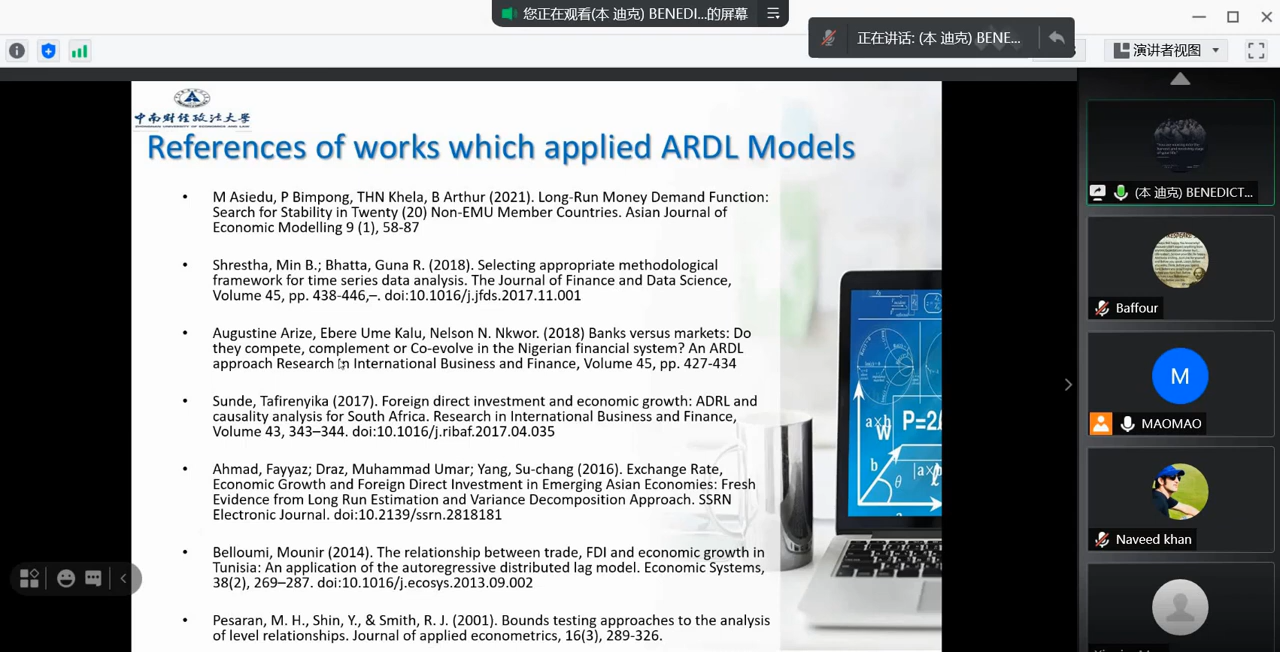 您正在观看(本 迪克) BENEDI...的屏幕
正在讲话: (本 迪克) BENE...
演讲者视图
中南财经政法大学
References of works which applied ARDL Models
• M Asiedu, P Bimpong, THN Khela, B Arthur (2021). Long-Run Money Demand Function:
Search for Stability in Twenty (20) Non-EMU Member Countries. Asian Journal of
Economic Modelling 9 (1), 58-87
• Shrestha, Min B.; Bhatta, Guna R. (2018). Selecting appropriate methodological
framework for time series data analysis. The Journal of Finance and Data Science,
Volume 45, pp. 438-446,–. doi:10.1016/j.jfds.2017.11.001
• Augustine Arize, Ebere Ume Kalu, Nelson N. Nkwor. (2018) Banks versus markets: Do
they compete, complement or Co-evolve in the Nigerian financial system? An ARDL
approach Research in International Business and Finance, Volume 45, pp. 427-434
• Sunde, Tafirenyika (2017). Foreign direct investment and economic growth: ADRL and
causality analysis for South Africa. Research in International Business and Finance,
Volume 43, 343–344. doi:10.1016/j.ribaf.2017.04.035
• Ahmad, Fayyaz; Draz, Muhammad Umar; Yang, Su-chang (2016). Exchange Rate,
Economic Growth and Foreign Direct Investment in Emerging Asian Economies: Fresh
Evidence from Long Run Estimation and Variance Decomposition Approach. SSRN
Electronic Journal. doi:10.2139/ssrn.2818181
• Belloumi, Mounir (2014). The relationship between trade, FDI and economic growth in
Tunisia: An application of the autoregressive distributed lag model. Economic Systems,
38(2), 269–287. doi:10.1016/j.ecosys.2013.09.002
• Pesaran, M. H., Shin, Y., & Smith, R. J. (2001). Bounds testing approaches to the analysis
of level relationships. Journal of applied econometrics, 16(3), 289-326.
(本 迪克) BENEDICT...
Baffour
M
MAOMAO
Naveed khan